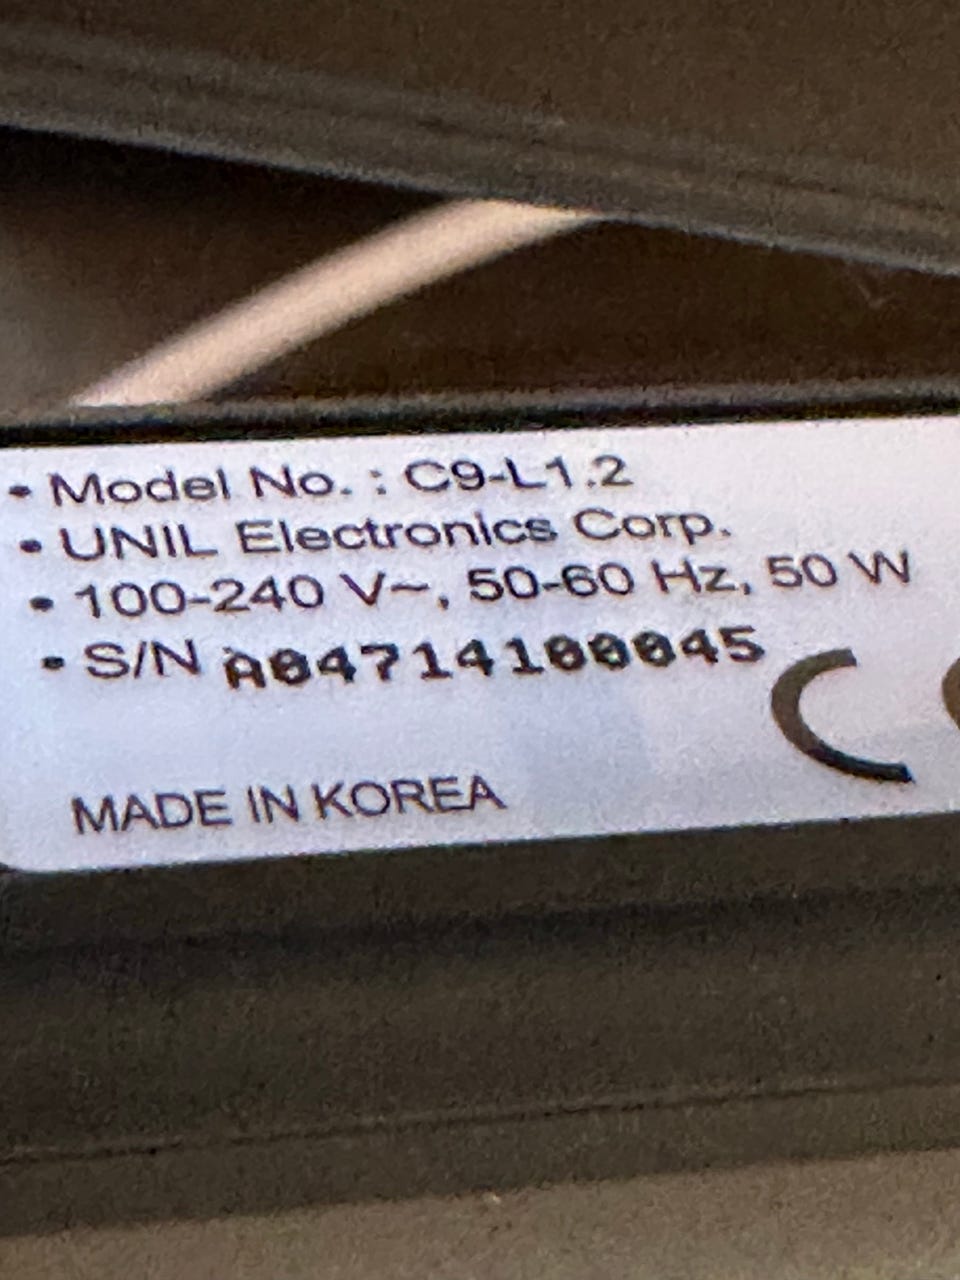 • Model No. : C9-L1.2
• UNIL Electronics Corp.
• 100-240 V~, 50-60 Hz, 50 W
• S/N A04714100045
C
MADE IN KOREA